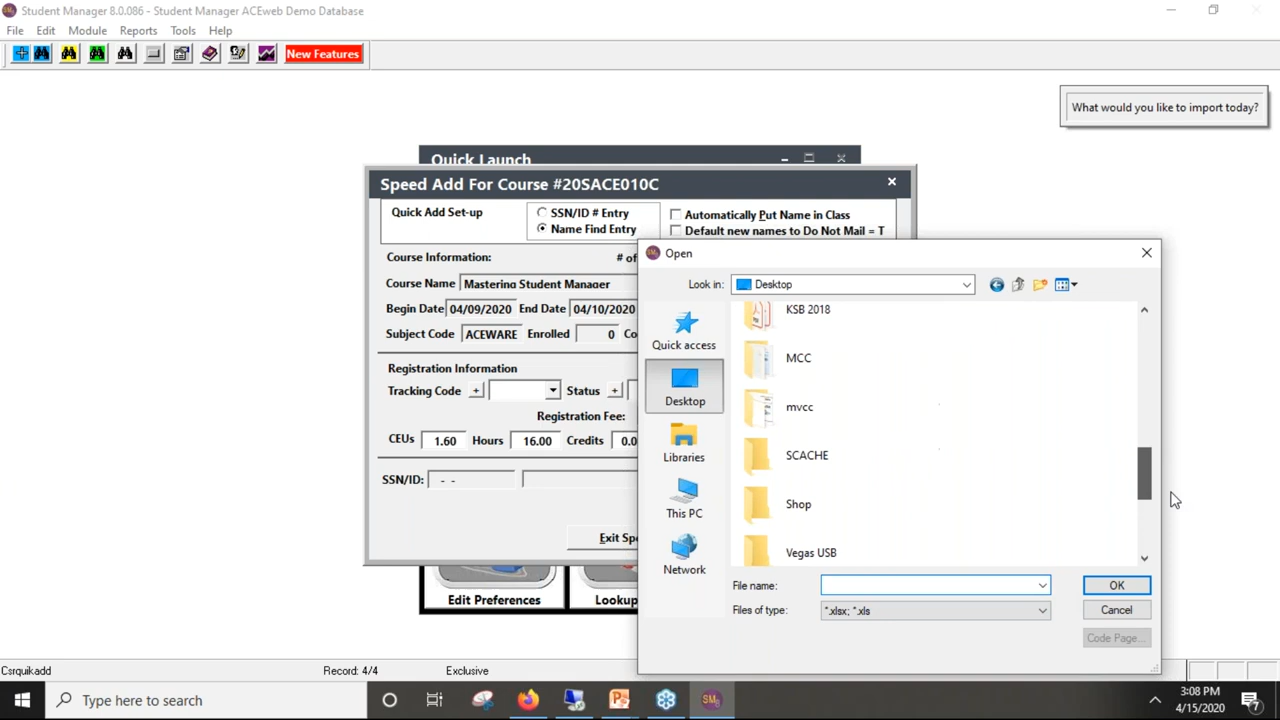 Student Manager 8.0.086 - Student Manager ACEweb Demo Database
File Edit Module Reports Tools Help
New Features
What would you like to import today?
Quick Launch
Speed Add For Course #20SACE010C
Quick Add Set-up
SSN/ID # Entry
Name Find Entry
Automatically Put Name in Class
Default new names to Do Not Mail = T
Course Information:
# of
Course Name Mastering Student Manager
Begin Date 04/09/2020 End Date 04/10/2020
Subject Code ACEWARE Enrolled 0 Co
Registration Information
Tracking Code + Status +
Registration Fee:
CEUs 1.60 Hours 16.00 Credits 0.0
SSN/ID: - -
Exit Spe
Edit Preferences
Lookup
Open
Look in: Desktop
Quick access
Desktop
Libraries
This PC
Network
KSB 2018
MCC
mvcc
SCACHE
Shop
Vegas USB
File name:
OK
Files of type: *.xlsx; *.xls
Cancel
Code Page...
Csrquikadd Record: 4/4 Exclusive
Type here to search
3:08 PM
4/15/2020
7